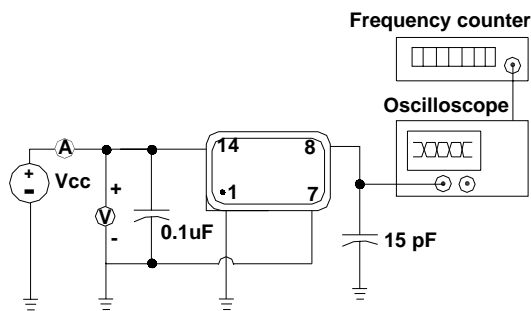 Frequency counter
Oscilloscope
A
14
8
+
-
Vcc
+
1
7
V
-
0.1uF
15 pF